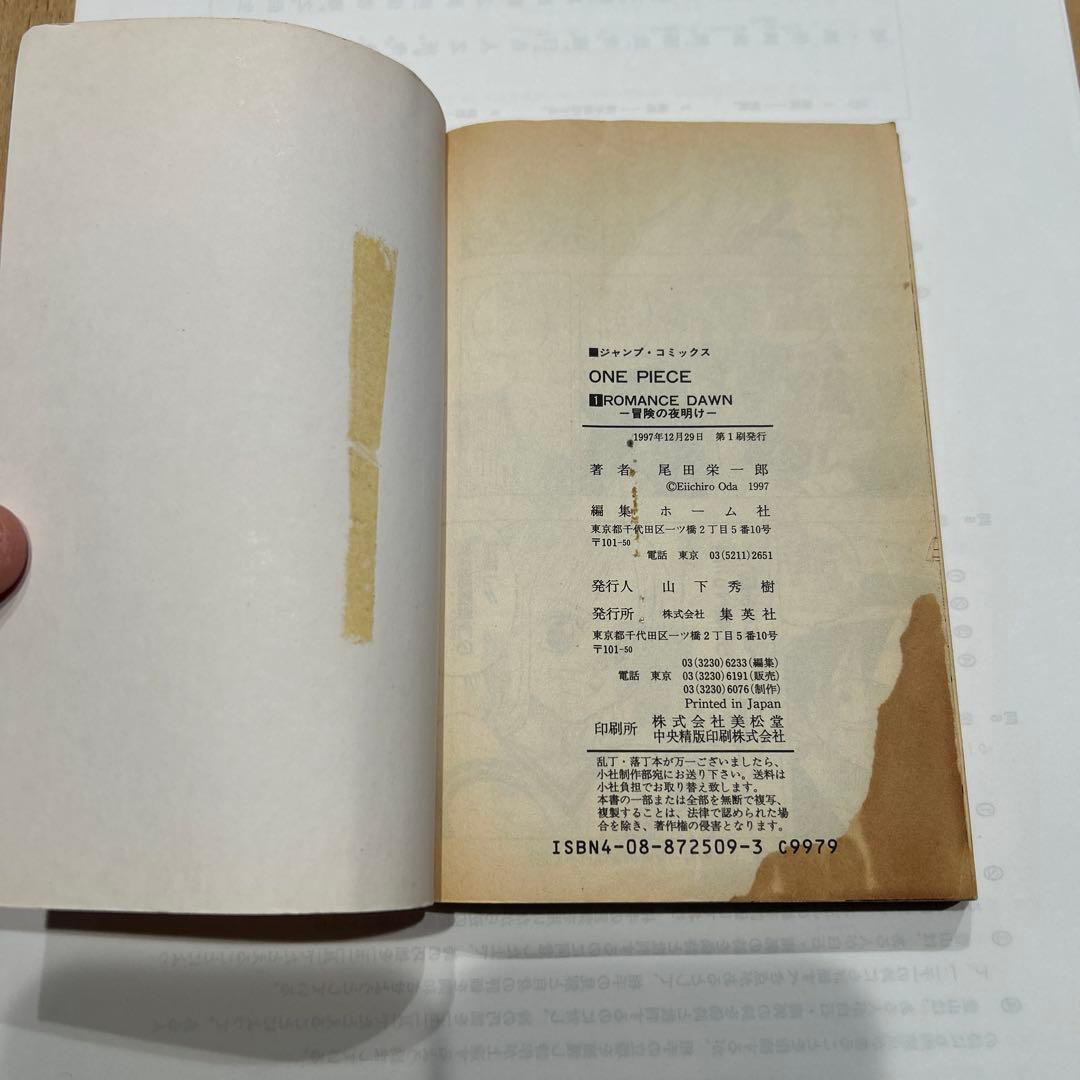 ■ジャンプ・コミックス
ONE PIECE
1 ROMANCE DAWN
―冒険の夜明け―
1997年12月29日 第1刷発行
著者 尾田栄一郎
©Eiichiro Oda 1997
編集 ホーム社
東京都千代田区一ツ橋2丁目5番10号
〒101-50
電話 東京 03(5211)2651
発行人 山下秀樹
発行所 株式会社 集英社
東京都千代田区一ツ橋2丁目5番10号
〒101-50
03(3230)6233(編集)
電話 東京 03(3230)6191(販売)
03(3230)6076(制作)
Printed in Japan
印刷所 株式会社美松堂
中央精版印刷株式会社
乱丁・落丁本が万一ございましたら、
小社制作部宛にお送り下さい。送料は
小社負担でお取り替え致します。
本書の一部または全部を無断で複写、
複製することは、法律で認められた場
合を除き、著作権の侵害となります。
ISBN4-08-872509-3 C9979